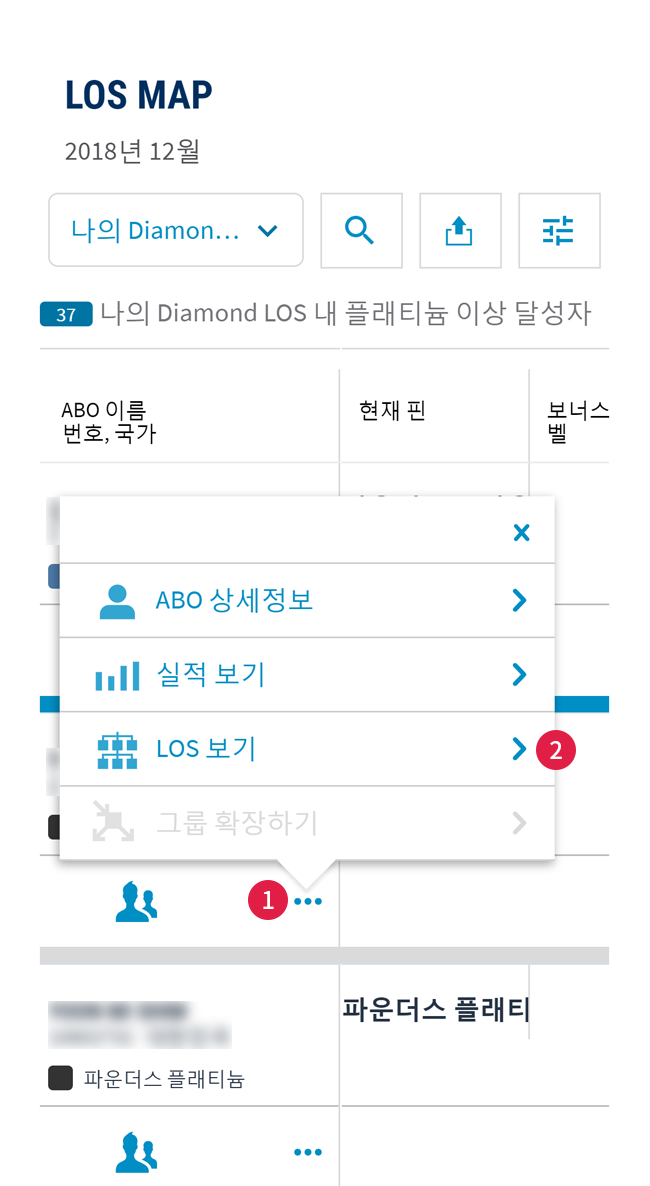 LOS MAP
2018년 12월
나의 Diamon...
37 나의 Diamond LOS 내 플래티늄 이상 달성자
ABO 이름
번호, 국가
현재 핀
보너스
벨
ABO 상세정보
실적 보기
LOS 보기
2
그룹 확장하기
1
파운더스 플래티
파운더스 플래티늄